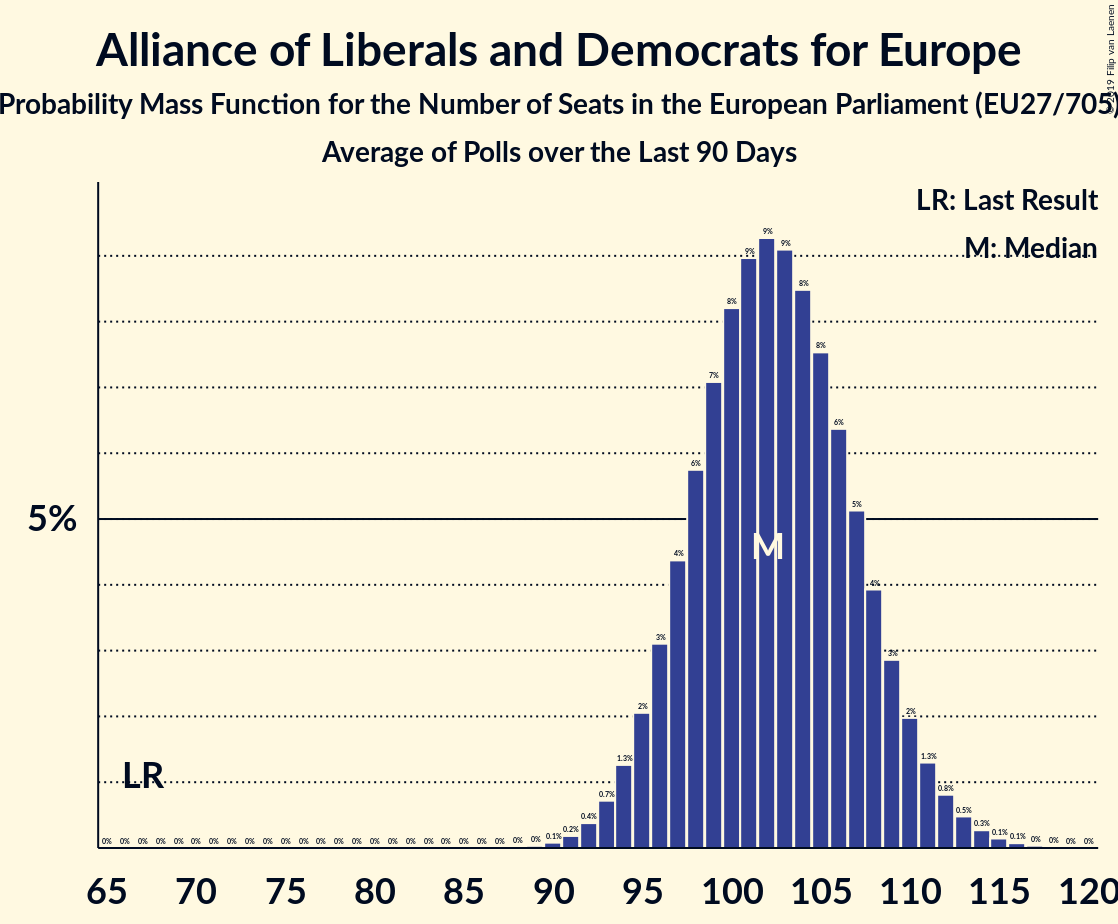 Alliance of Liberals and Democrats for Europe
Probability Mass Function for the Number of Seats in the European Parliament (EU27/705)
Average of Polls over the Last 90 Days
© 2019 Filip van Laenen
LR: Last Result
M: Median
9%
9% 9%
8% 8%
8%
7%
6%
6%
5%
5%
M
4%
4%
3%
3%
2%
2%
LR
1.3% 1.3%
0.7% 0.8%
0.4% 0.5%
0.2% 0.3%
0% 0% 0% 0% 0% 0% 0% 0% 0% 0% 0% 0% 0% 0% 0% 0% 0% 0% 0% 0% 0% 0% 0% 0% 0% 0.1% 0.1% 0.1% 0% 0% 0% 0%
65 70 75 80 85 90 95 100 105 110 115 120